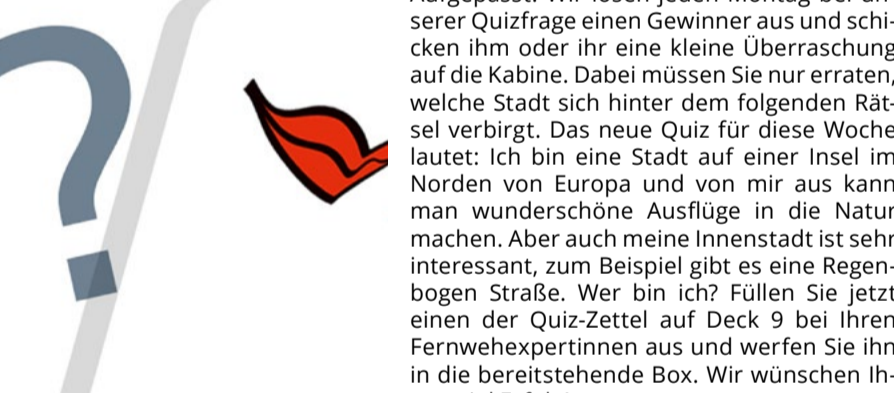 serer Quizfrage einen Gewinner aus und schi-
cken ihm oder ihr eine kleine Überraschung
auf die Kabine. Dabei müssen Sie nur erraten,
welche Stadt sich hinter dem folgenden Rät-
sel verbirgt. Das neue Quiz für diese Woche
lautet: Ich bin eine Stadt auf einer Insel im
Norden von Europa und von mir aus kann
man wunderschöne Ausflüge in die Natur
machen. Aber auch meine Innenstadt ist sehr
interessant, zum Beispiel gibt es eine Regen-
bogen Straße. Wer bin ich? Füllen Sie jetzt
einen der Quiz-Zettel auf Deck 9 bei Ihren
Fernwehexpertinnen aus und werfen Sie ihn
in die bereitstehende Box. Wir wünschen Ih-